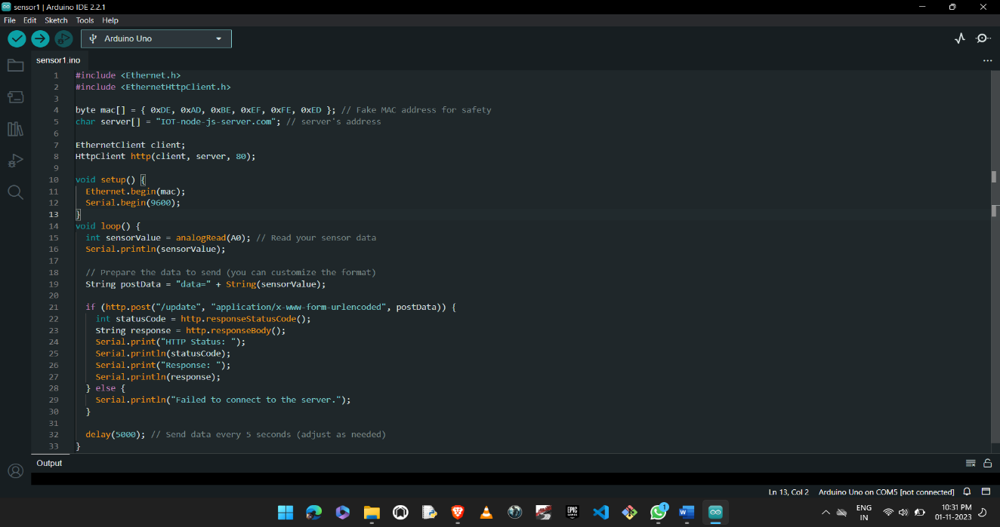 sensor1 | Arduino IDE 2.2.1
File Edit Sketch Tools Help
Arduino Uno
sensor1.ino
1 #include <Ethernet.h>
2 #include <EthernetHttpClient.h>
3
4 byte mac[] = { 0xDE, 0xAD, 0xBE, 0xEF, 0xFE, 0xED }; // Fake MAC address for safety
5 char server[] = "IOT-node-js-server.com"; // server's address
6
7 EthernetClient client;
8 HttpClient http(client, server, 80);
9
10 void setup() {
11 Ethernet.begin(mac);
12 Serial.begin(9600);
13 }
14 void loop() {
15 int sensorValue = analogRead(A0); // Read your sensor data
16 Serial.println(sensorValue);
17
18 // Prepare the data to send (you can customize the format)
19 String postData = "data=" + String(sensorValue);
20
21 if (http.post("/update", "application/x-www-form-urlencoded", postData)) {
22 int statusCode = http.responseStatusCode();
23 String response = http.responseBody();
24 Serial.print("HTTP Status: ");
25 Serial.println(statusCode);
26 Serial.print("Response: ");
27 Serial.println(response);
28 } else {
29 Serial.println("Failed to connect to the server.");
30 }
31
32 delay(5000); // Send data every 5 seconds (adjust as needed)
33 }
Output
Ln 13, Col 2 Arduino Uno on COM5 [not connected]
EPIC
1
W
ENG
IN
10:31 PM
01-11-2023